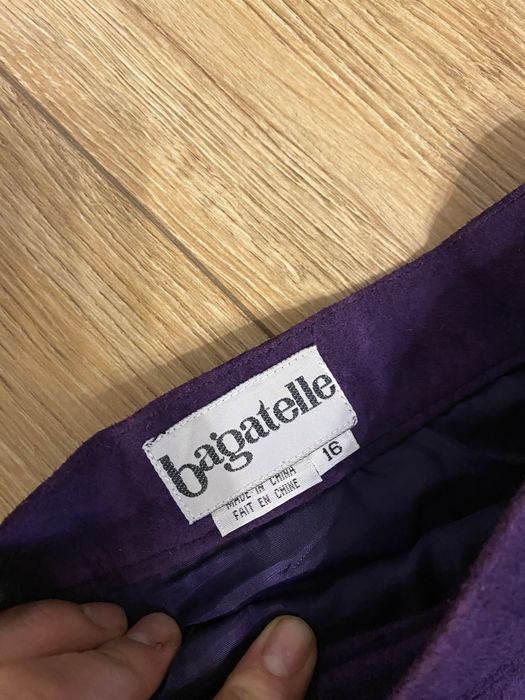 bagatelle
16
MADE IN CHINA
FAIT EN CHINE